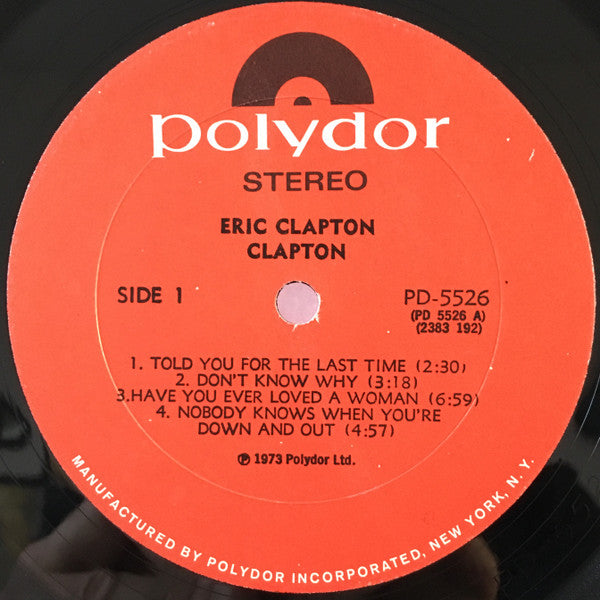 polydor
STEREO
ERIC CLAPTON
CLAPTON
SIDE 1
PD-5526
(PD 5526 A)
(2383 192)
1. TOLD YOU FOR THE LAST TIME (2:30)
2. DON'T KNOW WHY (3:18)
3.HAVE YOU EVER LOVED A WOMAN (6:59)
4. NOBODY KNOWS WHEN YOU'RE
DOWN AND OUT (4:57)
℗ 1973 Polydor Ltd.
MANUFACTURED BY POLYDOR INCORPORATED, NEW YORK, N. Y.